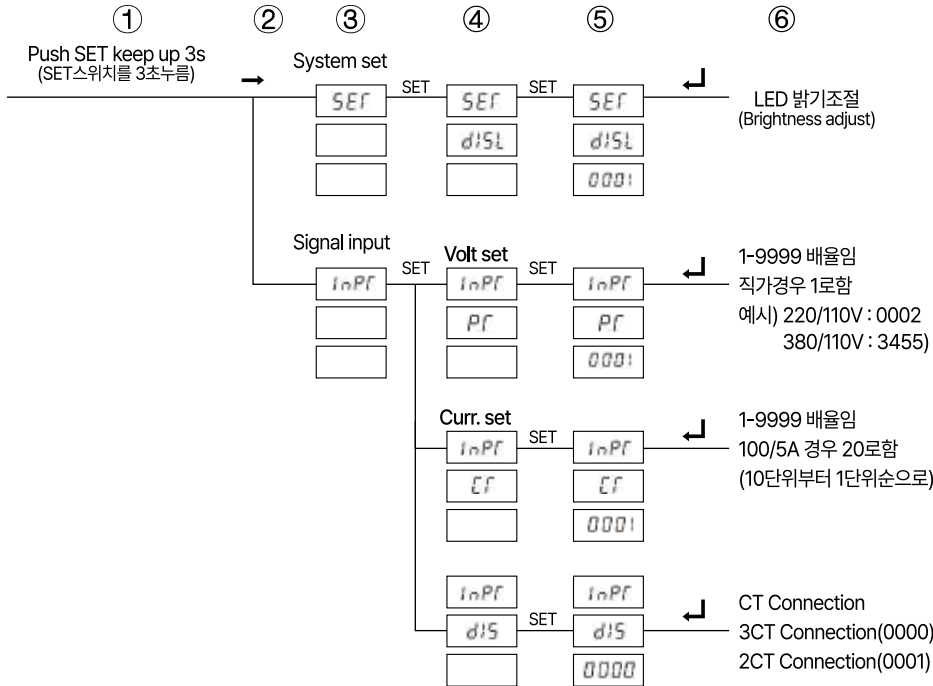 ① ② ③ ④ ⑤ ⑥
Push SET keep up 3s
(SET스위치를 3초누름)
System set
SET
SET
SET
SET
SET
dISL
SET
dISL
0001
LED 밝기조절
(Brightness adjust)
Signal input
InPT
SET
Volt set
InPT
PT
SET
InPT
PT
0001
1-9999 배율임
직가경우 1로함
예시) 220/110V : 0002
380/110V : 3455)
Curr. set
InPT
CT
SET
InPT
CT
0001
1-9999 배율임
100/5A 경우 20로함
(10단위부터 1단위순으로)
InPT
dIS
SET
InPT
dIS
0000
CT Connection
3CT Connection(0000)
2CT Connection(0001)